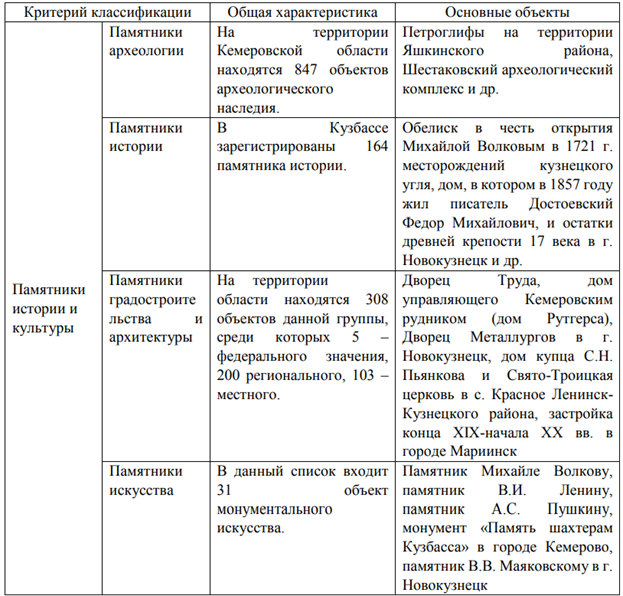 Критерий классификации
Общая характеристика
Основные объекты
Памятники истории и культуры
Памятники
археологии
На территории
Кемеровской области
находятся 847 объектов
археологического
наследия.
Петроглифы на территории
Яшкинского района,
Шестаковский археологический
комплекс и др.
Памятники
истории
В Кузбассе
зарегистрированы 164
памятника истории.
Обелиск в честь открытия
Михайлой Волковым в 1721 г.
месторождений кузнецкого
угля, дом, в котором в 1857 году
жил писатель Достоевский
Федор Михайлович, и остатки
древней крепости 17 века в г.
Новокузнецк и др.
Памятники
градостроите
льства и
архитектуры
На территории
области находятся 308
объектов данной группы,
среди которых 5 –
федерального значения,
200 регионального, 103 –
местного.
Дворец Труда, дом
управляющего Кемеровским
рудником (дом Рутгерса),
Дворец Металлургов в г.
Новокузнецк, дом купца С.Н.
Пьянкова и Свято-Троицкая
церковь в с. Красное Ленинск-
Кузнецкого района, застройка
конца XIX-начала XX вв. в
городе Мариинск
Памятники
искусства
В данный список входит
31 объект
монументального
искусства.
Памятник Михайле Волкову,
памятник В.И. Ленину,
памятник А.С. Пушкину,
монумент «Память шахтерам
Кузбасса» в городе Кемерово,
памятник В.В. Маяковскому в г.
Новокузнецк